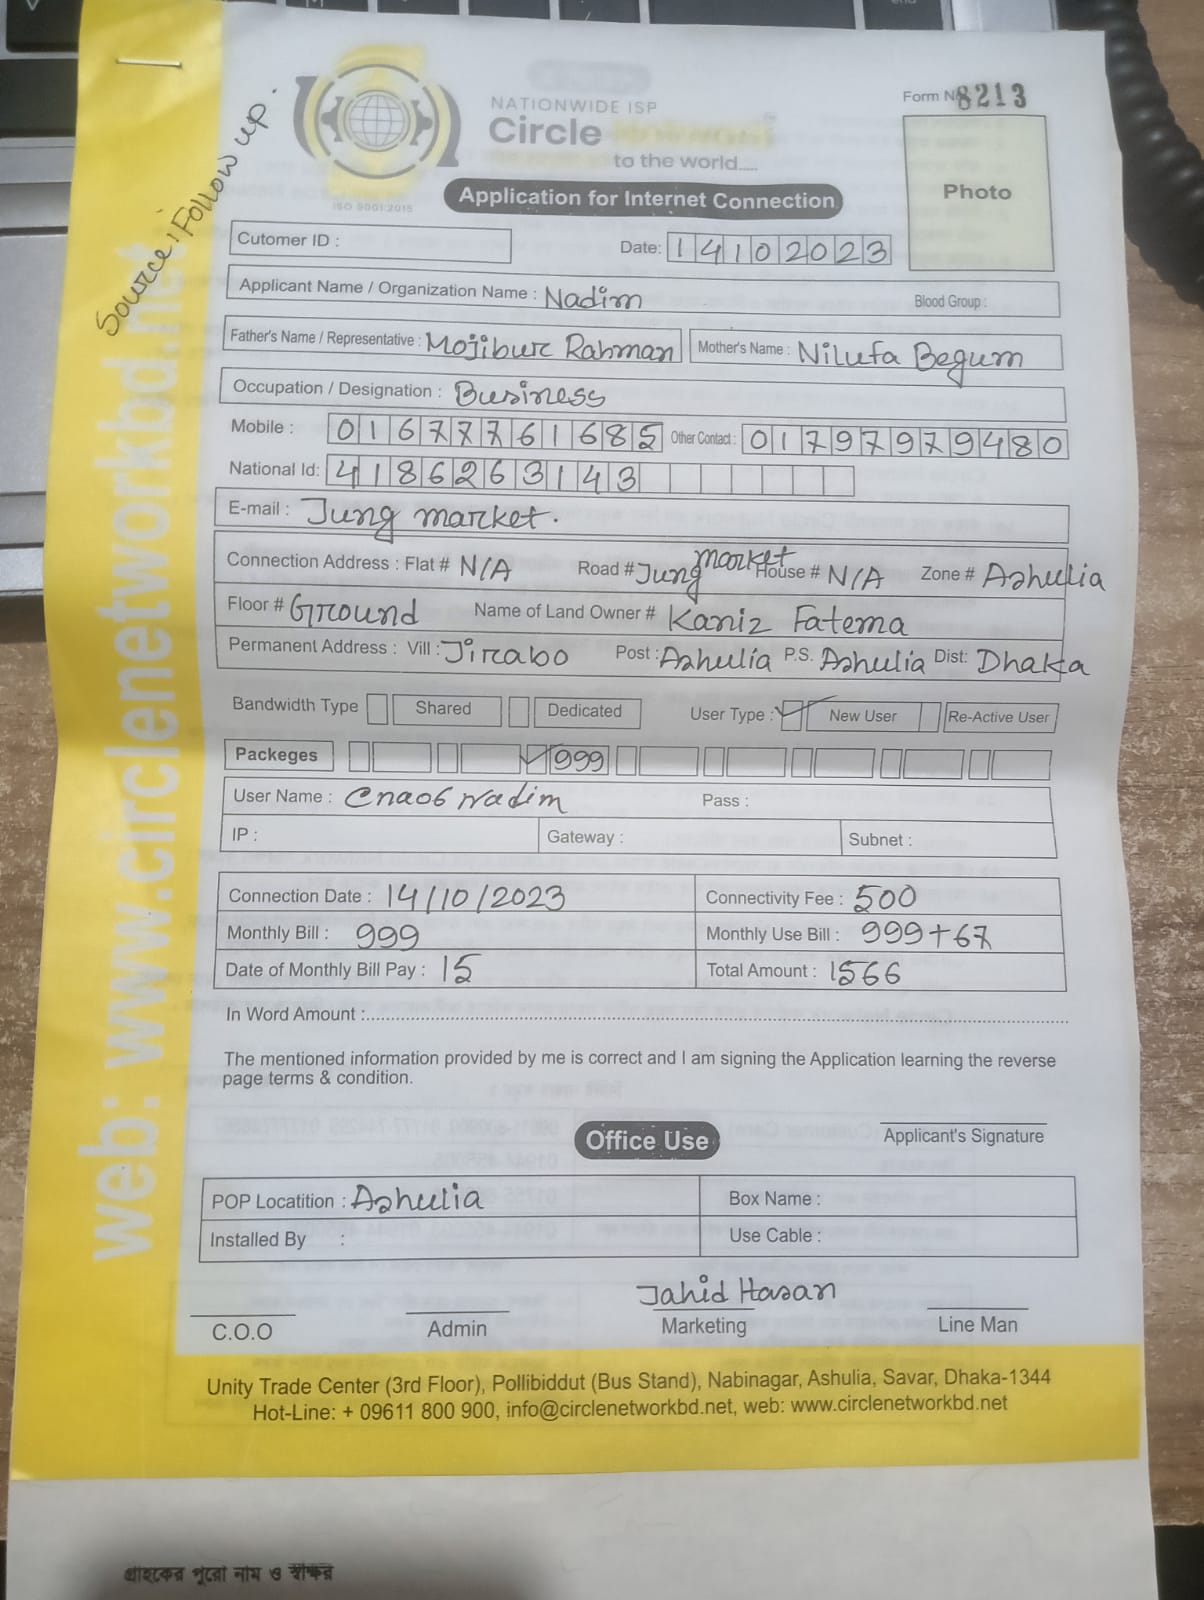 Source: Follow up.
NATIONWIDE ISP
Circle Network
to the world.....
ISO 9001:2015
Form No 8213
Photo
Application for Internet Connection
Cutomer ID :
Date: 14102023
Applicant Name / Organization Name : Nadim Blood Group :
Father's Name / Representative : Mojibur Rahman Mother's Name : Nilufa Begum
Occupation / Designation : Business
Mobile : 01677761685 Other Contact : 01797979480
National Id: 4186263143
E-mail : Jung market.
Connection Address : Flat # N/A Road # Jung market House # N/A Zone # Ashulia
Floor # Ground Name of Land Owner # Kaniz Fatema
Permanent Address : Vill : Jirabo Post : Ashulia P.S. Ashulia Dist: Dhaka
Bandwidth Type Shared Dedicated User Type : New User Re-Active User
Packeges 999
User Name : Cna06 Nadim Pass :
IP : Gateway : Subnet :
Connection Date : 14/10/2023 Connectivity Fee : 500
Monthly Bill : 999 Monthly Use Bill : 999+67
Date of Monthly Bill Pay : 15 Total Amount : 1566
In Word Amount :
The mentioned information provided by me is correct and I am signing the Application learning the reverse
page terms & condition.
Applicant's Signature
Office Use
POP Locatition : Ashulia Box Name :
Installed By : Use Cable :
Jahid Hasan
C.O.O Admin Marketing Line Man
Unity Trade Center (3rd Floor), Pollibiddut (Bus Stand), Nabinagar, Ashulia, Savar, Dhaka-1344
Hot-Line: + 09611 800 900, info@circlenetworkbd.net, web: www.circlenetworkbd.net
web: www.circlenetworkbd.net
গ্রাহকের পুরো নাম ও স্বাক্ষর